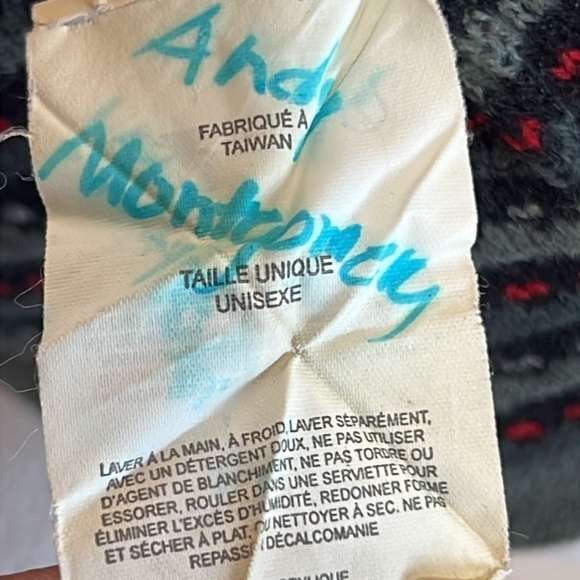 Andy
FABRIQUÉ À
TAIWAN
Montgomery
TAILLE UNIQUE
UNISEXE
LAVER À LA MAIN, À FROID, LAVER SÉPARÉMENT,
AVEC UN DÉTERGENT DOUX, NE PAS UTILISER
D'AGENT DE BLANCHIMENT, NE PAS TORDRE OU
ESSORER, ROULER DANS UNE SERVIETTE POUR
ÉLIMINER L'EXCÈS D'HUMIDITÉ, REDONNER FORME
ET SÉCHER À PLAT, OU NETTOYER À SEC. NE PAS
REPASSER DÉCALCOMANIE